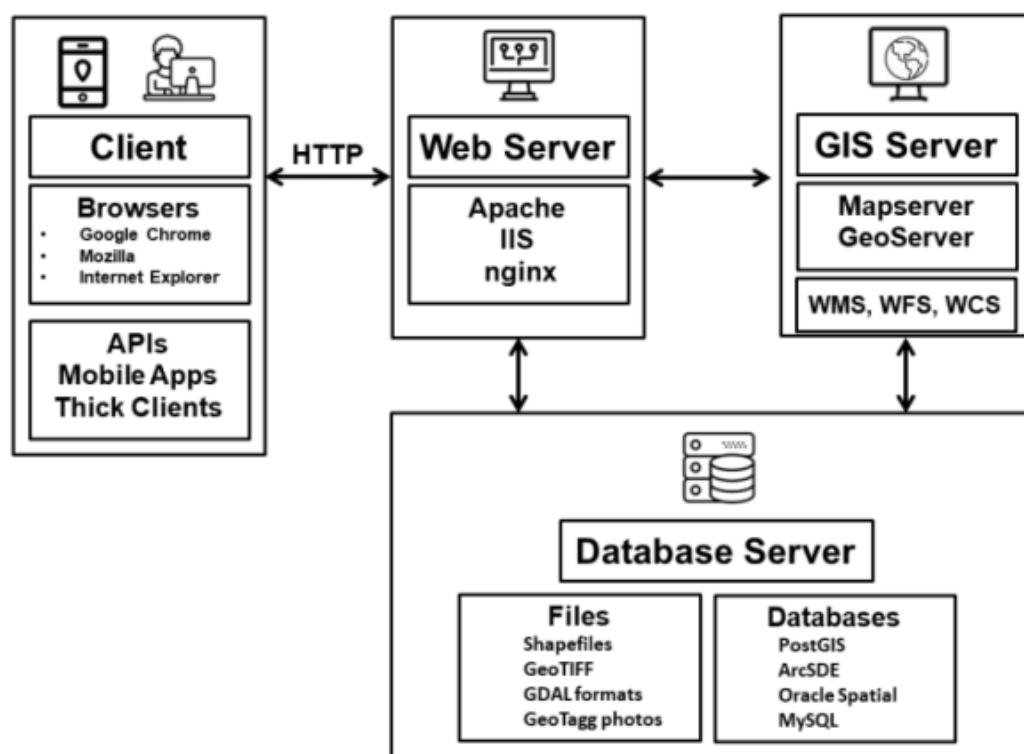 Client
Browsers
• Google Chrome
• Mozilla
• Internet Explorer
APIs
Mobile Apps
Thick Clients
HTTP
Web Server
Apache
IIS
nginx
GIS Server
Mapserver
GeoServer
WMS, WFS, WCS
Database Server
Files
Shapefiles
GeoTIFF
GDAL formats
GeoTagg photos
Databases
PostGIS
ArcSDE
Oracle Spatial
MySQL